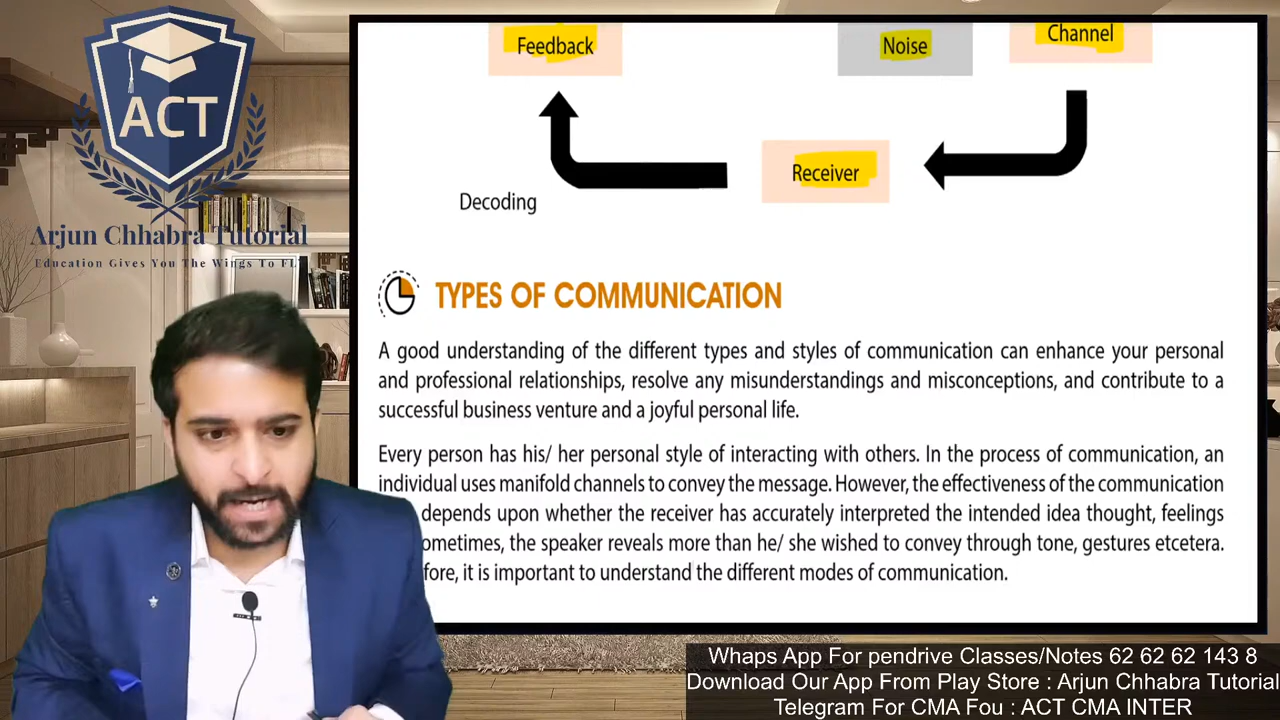 ACT
Arjun Chhabra Tutorial
Education Gives You The Wings To
Feedback
Noise
Channel
Receiver
Decoding
TYPES OF COMMUNICATION
A good understanding of the different types and styles of communication can enhance your personal
and professional relationships, resolve any misunderstandings and misconceptions, and contribute to a
successful business venture and a joyful personal life.
Every person has his/ her personal style of interacting with others. In the process of communication, an
individual uses manifold channels to convey the message. However, the effectiveness of the communication
depends upon whether the receiver has accurately interpreted the intended idea thought, feelings
ometimes, the speaker reveals more than he/ she wished to convey through tone, gestures etcetera.
fore, it is important to understand the different modes of communication.
Whaps App For pendrive Classes/Notes 62 62 62 143 8
Download Our App From Play Store : Arjun Chhabra Tutorial
Telegram For CMA Fou : ACT CMA INTER